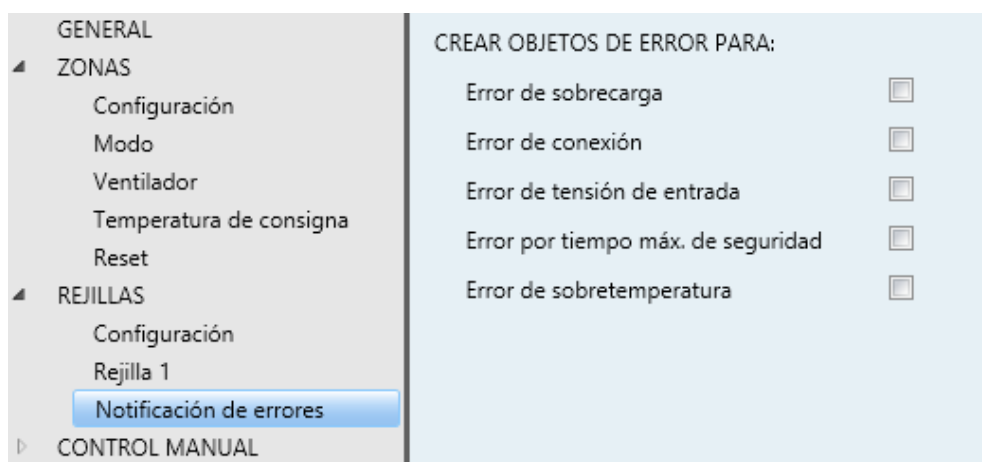 GENERAL
ZONAS
Configuración
Modo
Ventilador
Temperatura de consigna
Reset
REJILLAS
Configuración
Rejilla 1
Notificación de errores
CONTROL MANUAL
CREAR OBJETOS DE ERROR PARA:
Error de sobrecarga
Error de conexión
Error de tensión de entrada
Error por tiempo máx. de seguridad
Error de sobretemperatura